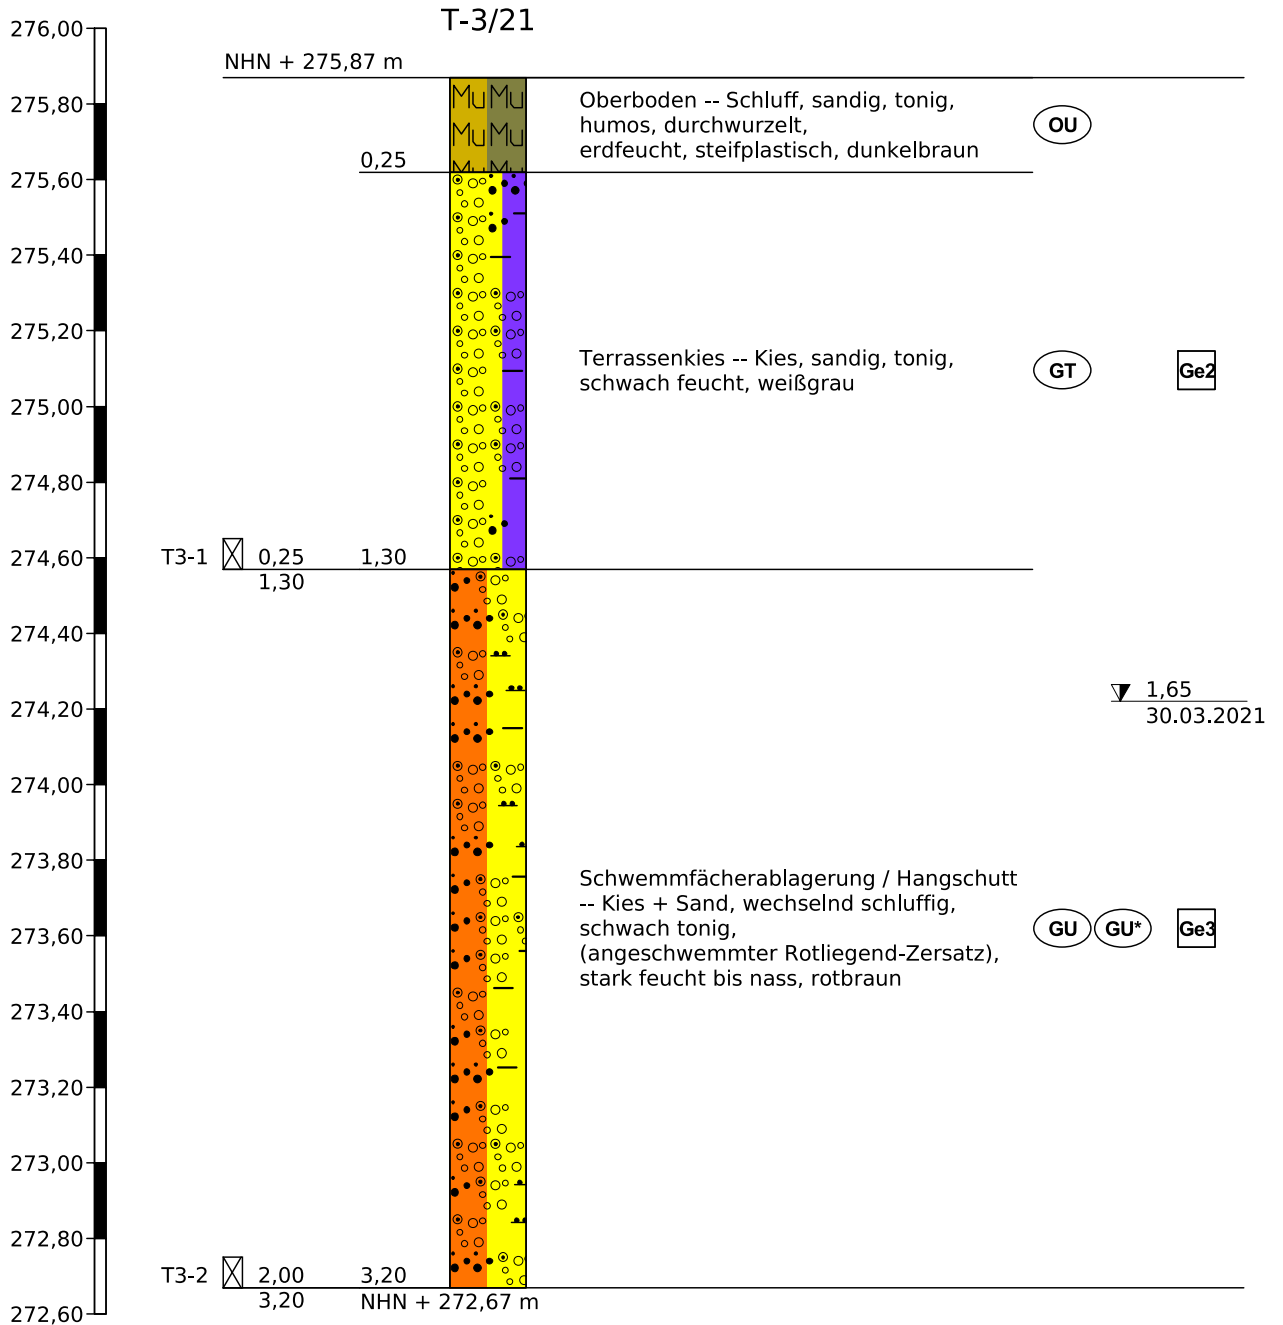 T-3/21
276,00
NHN + 275,87 m
275,80
Mu Mu
Oberboden -- Schluff, sandig, tonig,
humos, durchwurzelt,
erdfeucht, steifplastisch, dunkelbraun
OU
Mu Mu
0,25
Mu Mu
275,60
275,40
275,20
Terrassenkies -- Kies, sandig, tonig,
schwach feucht, weißgrau
GT
Ge2
275,00
274,80
274,60
T3-1
0,25
1,30
1,30
274,40
274,20
1,65
30.03.2021
274,00
273,80
Schwemmfächerablagerung / Hangschutt
-- Kies + Sand, wechselnd schluffig,
schwach tonig,
(angeschwemmter Rotliegend-Zersatz),
stark feucht bis nass, rotbraun
GU
GU*
Ge3
273,60
273,40
273,20
273,00
272,80
T3-2
2,00
3,20
3,20
NHN + 272,67 m
272,60